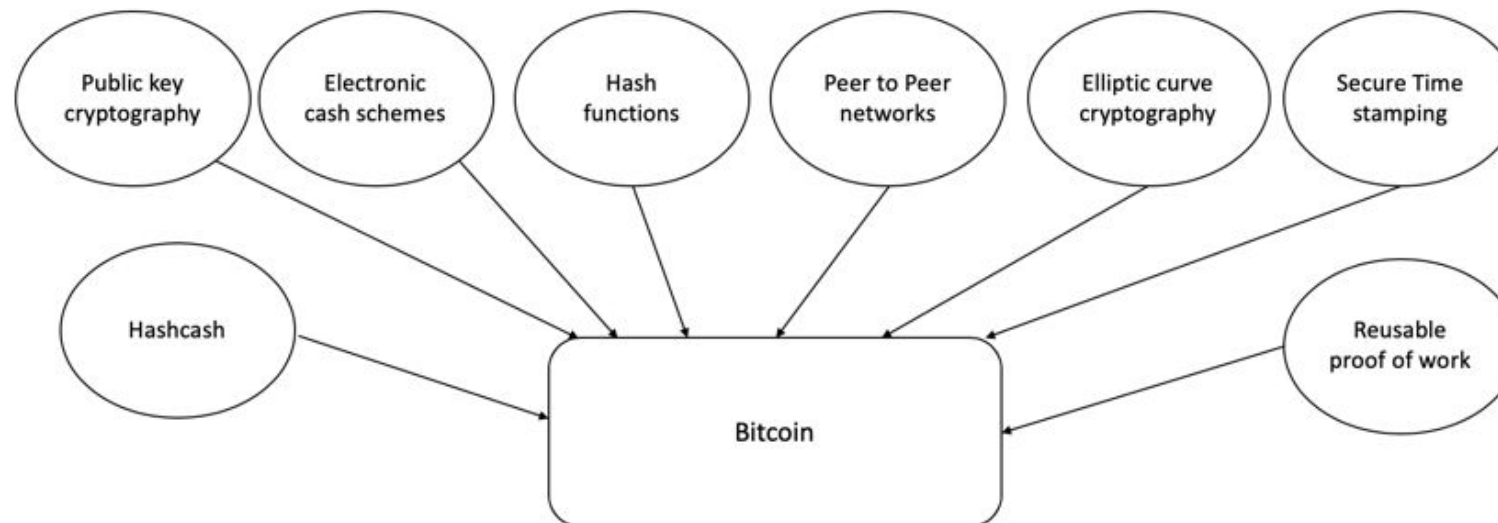 Public key
cryptography
Electronic
cash schemes
Hash
functions
Peer to Peer
networks
Elliptic curve
cryptography
Secure Time
stamping
Hashcash
Reusable
proof of work
Bitcoin